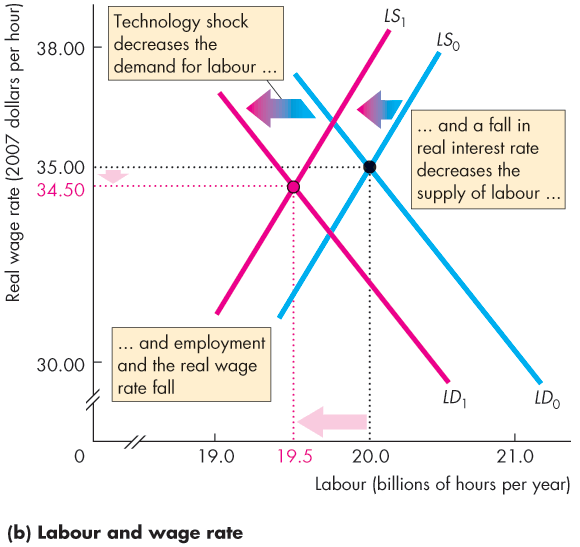 Real wage rate (2007 dollars per hour)
38.00
35.00
34.50
30.00
Technology shock
decreases the
demand for labour ...
LS1
LS0
... and a fall in
real interest rate
decreases the
supply of labour ...
... and employment
and the real wage
rate fall
LD1
LD0
0
19.0
19.5
20.0
21.0
Labour (billions of hours per year)
(b) Labour and wage rate